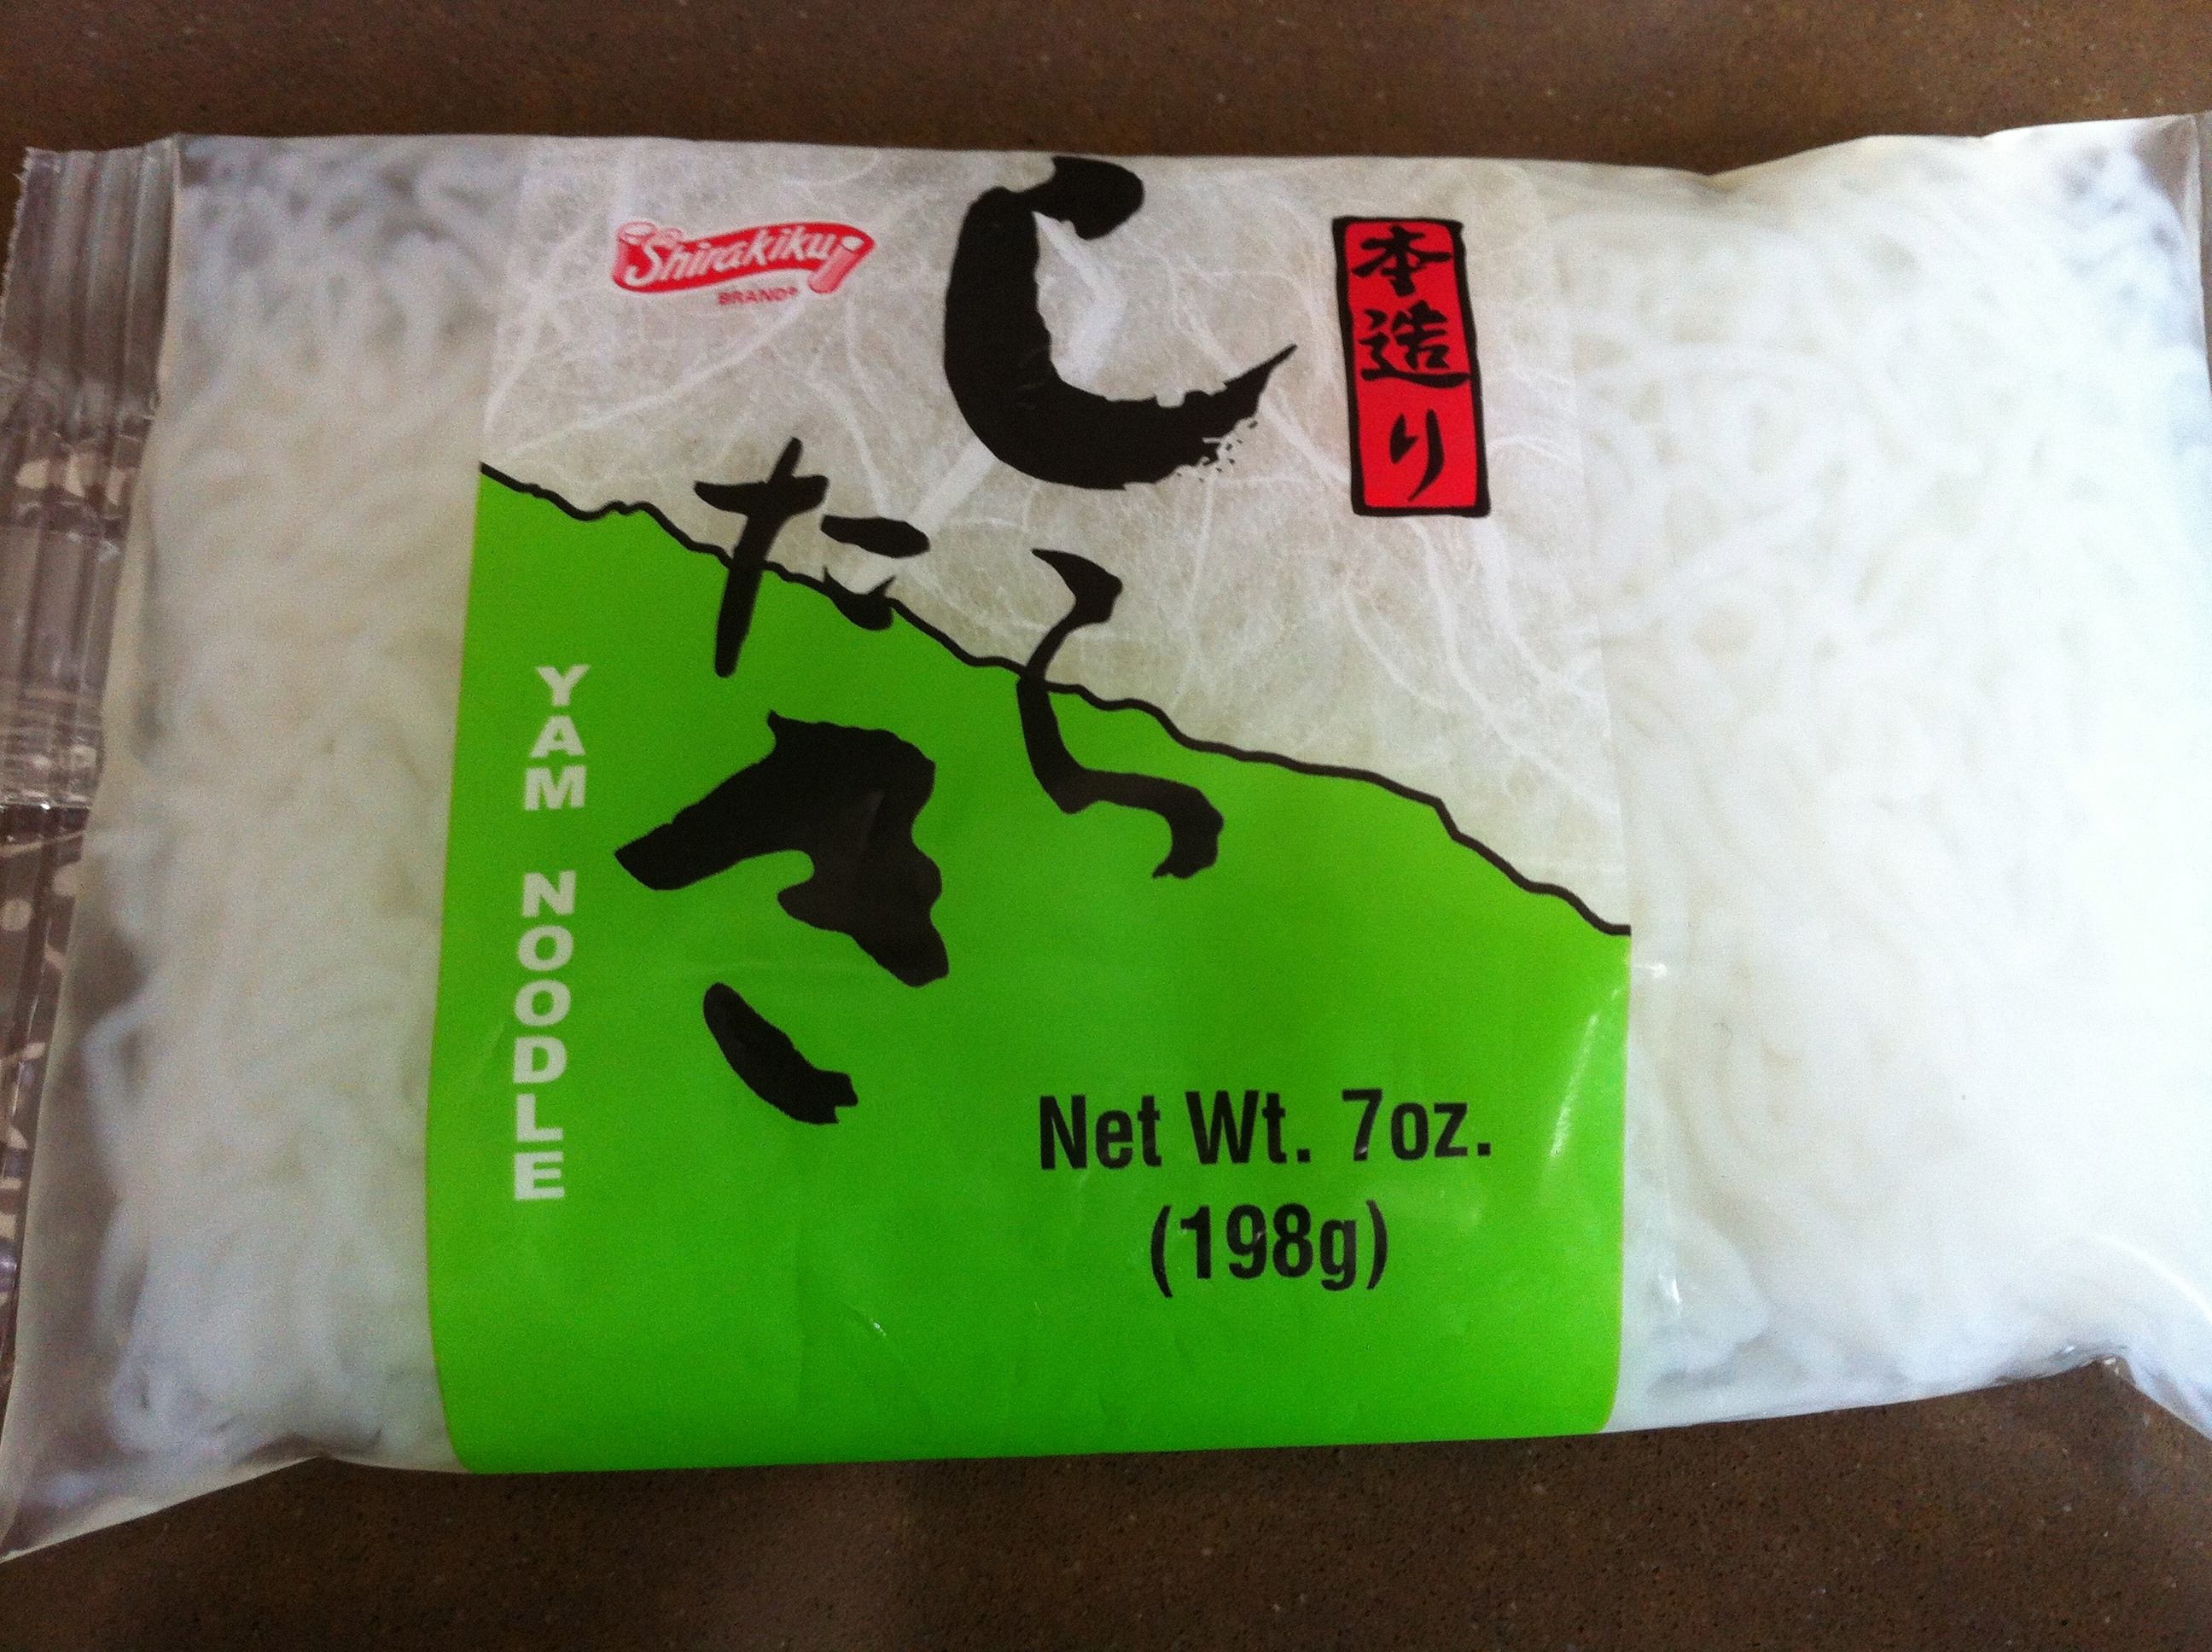 Shirakiku
BRAND®
本造り
しら
たき
YAM NOODLE
Net Wt. 7oz.
(198g)